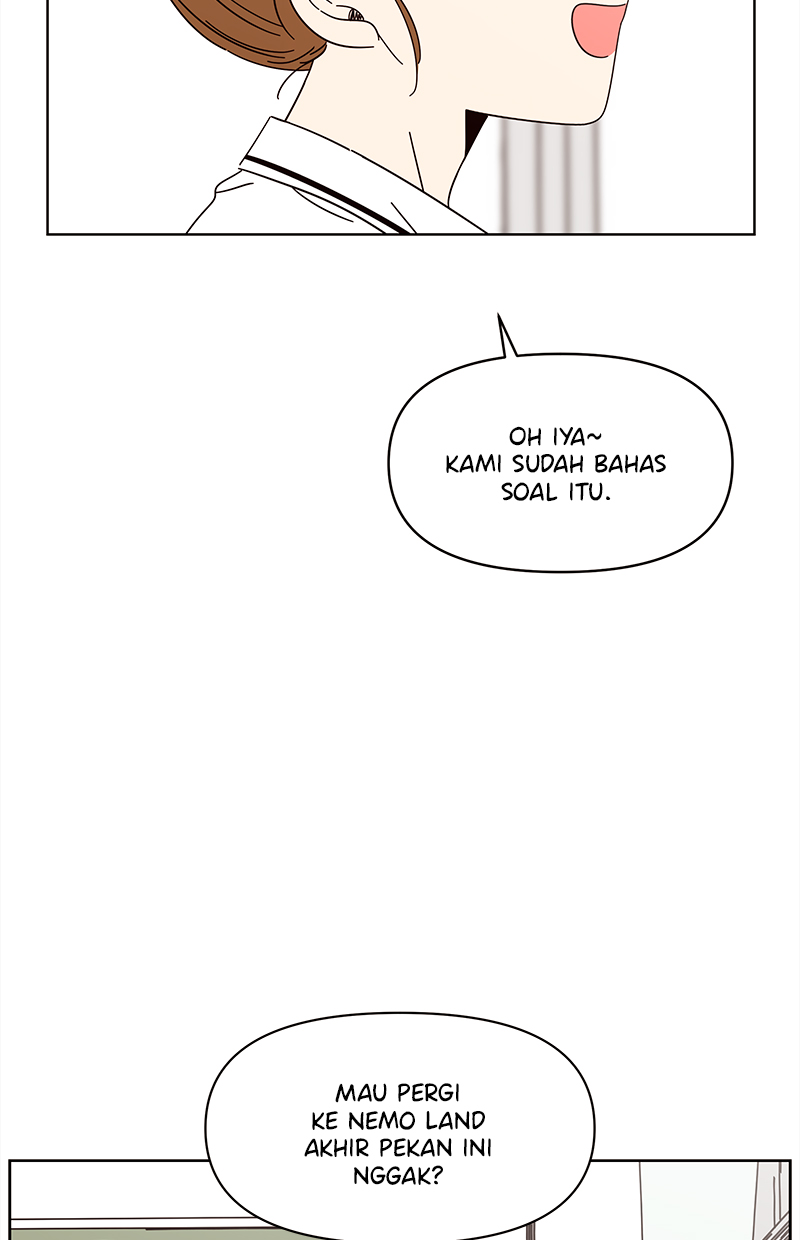 OH IYA~
KAMI SUDAH BAHAS
SOAL ITU.
MAU PERGI
KE NEMO LAND
AKHIR PEKAN INI
NGGAK?